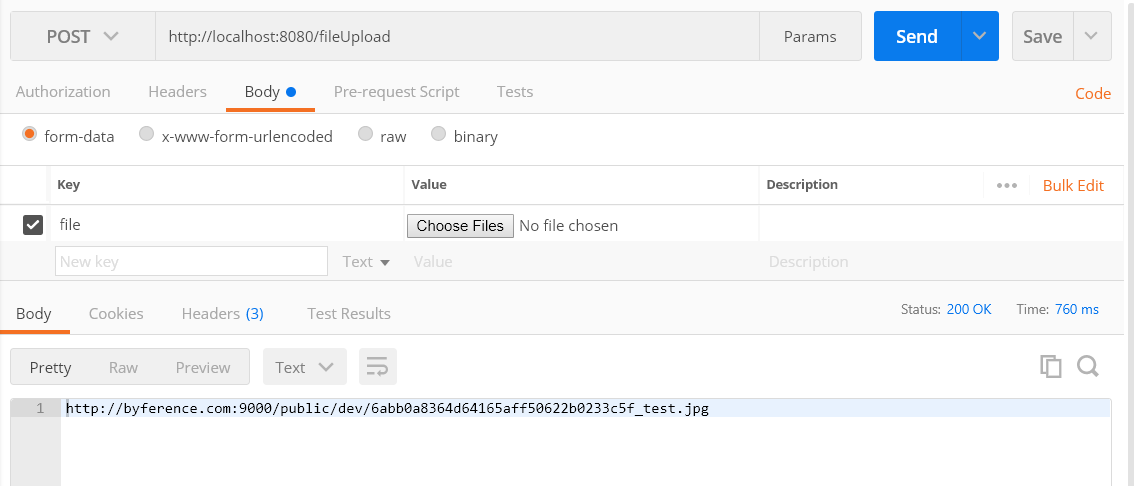 POST http://localhost:8080/fileUpload Params Send Save
Authorization Headers Body Pre-request Script Tests Code
form-data x-www-form-urlencoded raw binary
Key Value Description ••• Bulk Edit
file Choose Files No file chosen
New key Text Value Description
Body Cookies Headers (3) Test Results Status: 200 OK Time: 760 ms
Pretty Raw Preview Text
1 http://byference.com:9000/public/dev/6abb0a8364d64165aff50622b0233c5f_test.jpg